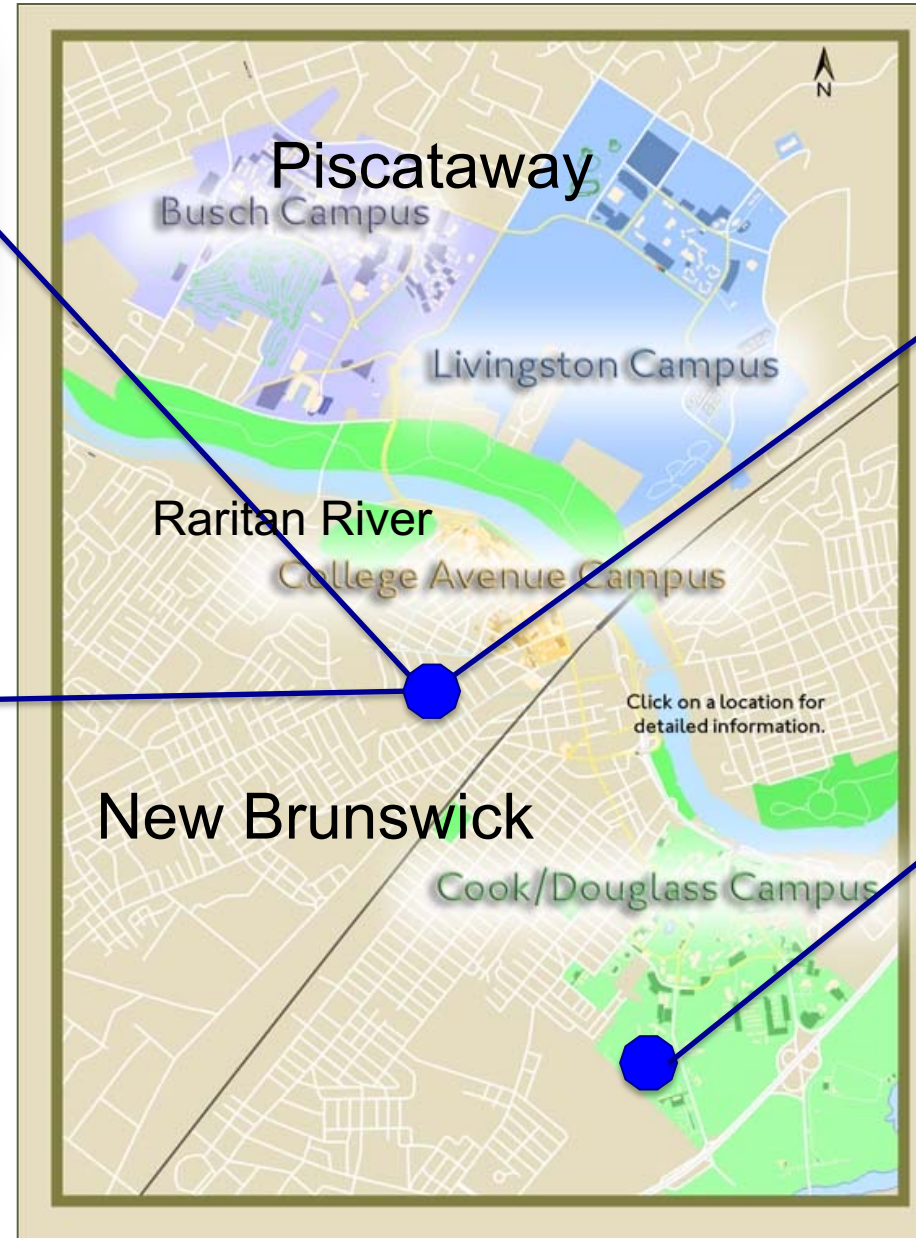 N
Piscataway
Busch Campus
Livingston Campus
Raritan River
College Avenue Campus
Click on a location for
detailed information.
New Brunswick
Cook/Douglass Campus